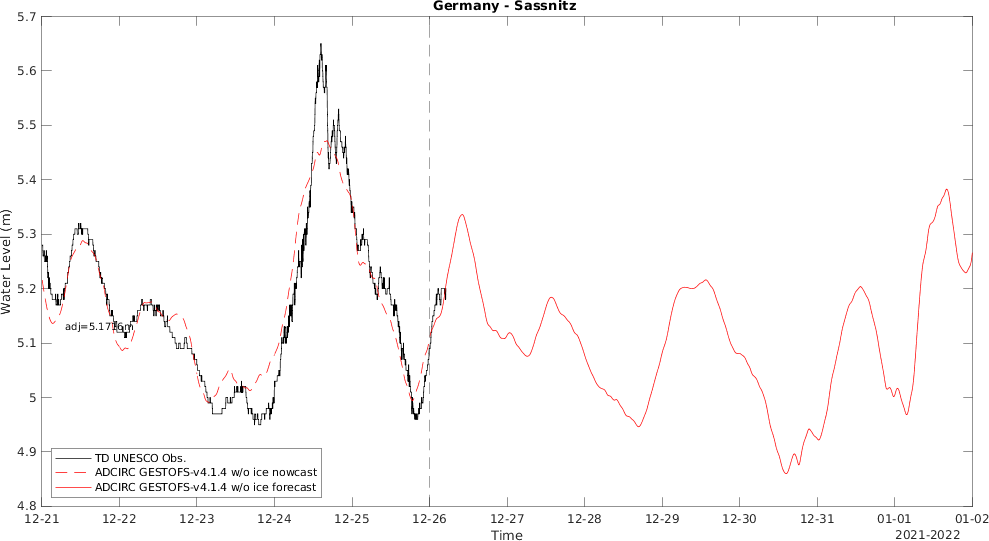 Germany - Sassnitz
5.7
5.6
5.5
5.4
5.3
5.2
5.1
5
4.9
4.8
Water Level (m)
TD UNESCO Obs.
ADCIRC GESTOFS-v4.1.4 w/o ice nowcast
ADCIRC GESTOFS-v4.1.4 w/o ice forecast
12-21 12-22 12-23 12-24 12-25 12-26 12-27 12-28 12-29 12-30 12-31 01-01 01-02
Time
2021-2022